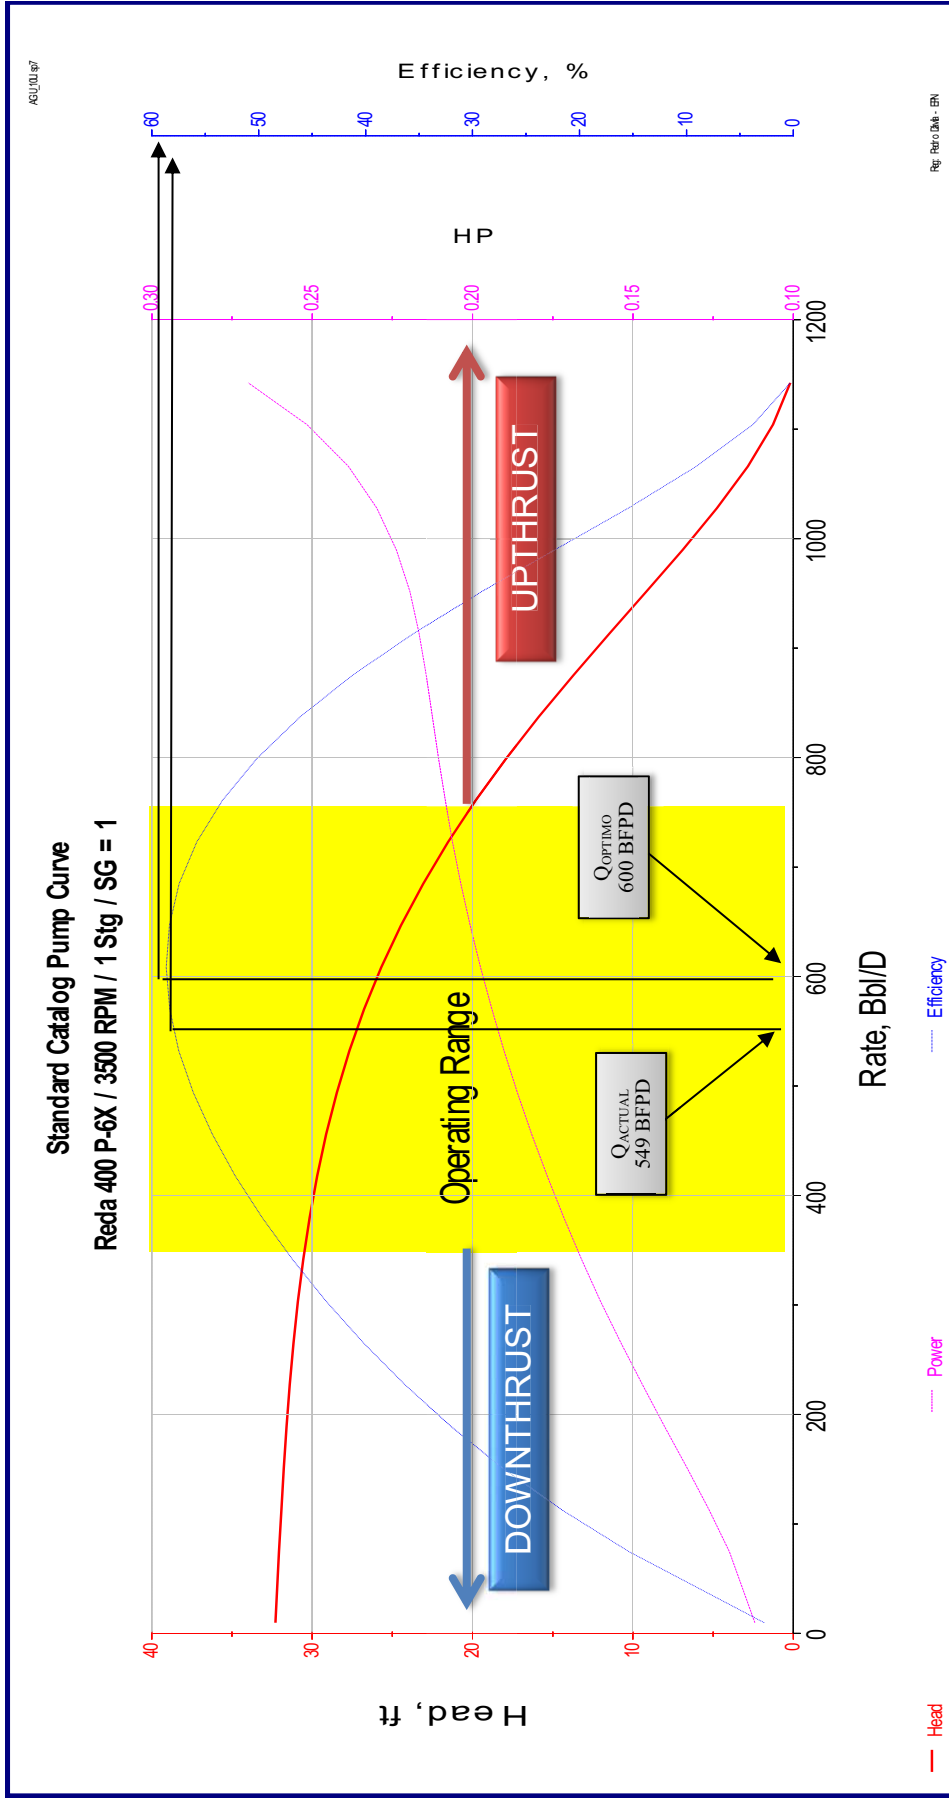 AGU_10U sp7
Standard Catalog Pump Curve
Reda 400 P-6X / 3500 RPM / 1 Stg / SG = 1
Head, ft
40
30
20
10
0
0
200
400
600
800
1000
1200
Rate, Bbl/D
0.30
0.25
0.20
0.15
0.10
HP
60
50
40
30
20
10
0
Efficiency, %
DOWNTHRUST
Operating Range
UPTHRUST
QACTUAL
549 BFPD
QOPTIMO
600 BFPD
Head
Power
Efficiency